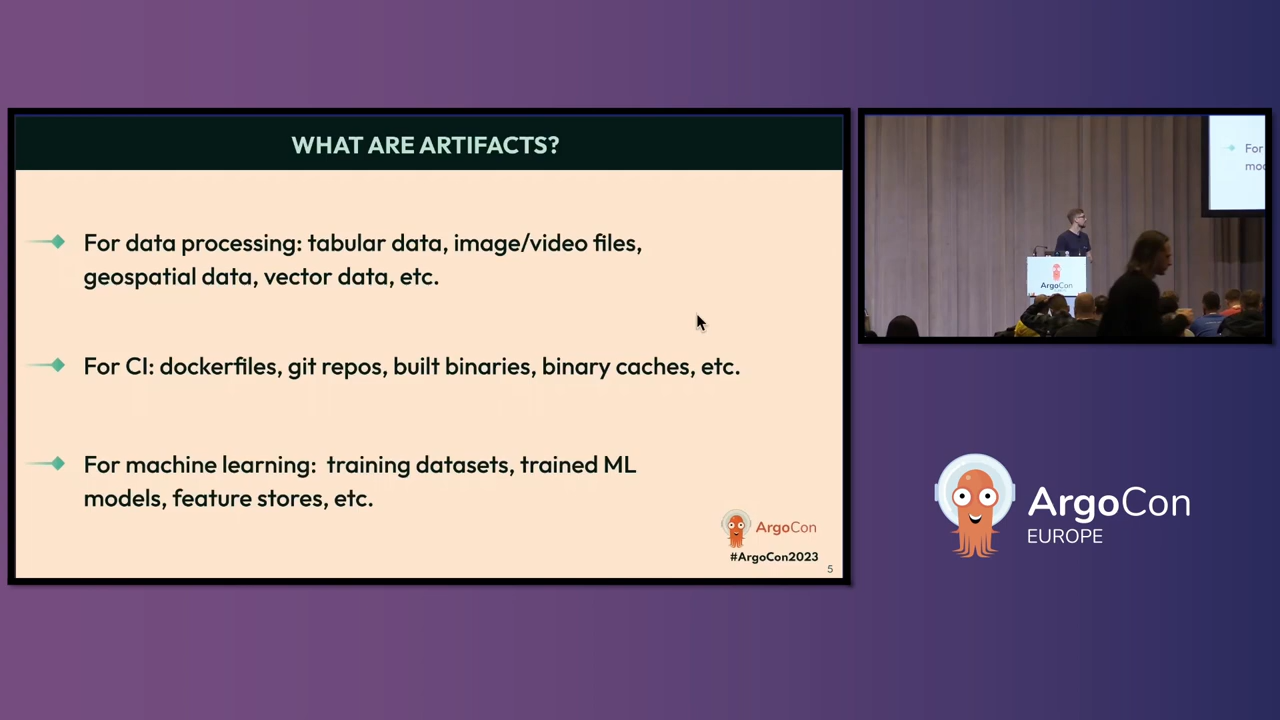 WHAT ARE ARTIFACTS?
For data processing: tabular data, image/video files,
geospatial data, vector data, etc.
For CI: dockerfiles, git repos, built binaries, binary caches, etc.
For machine learning: training datasets, trained ML
models, feature stores, etc.
ArgoCon
#ArgoCon2023
5
For
mod
ArgoCon
ArgoCon
EUROPE